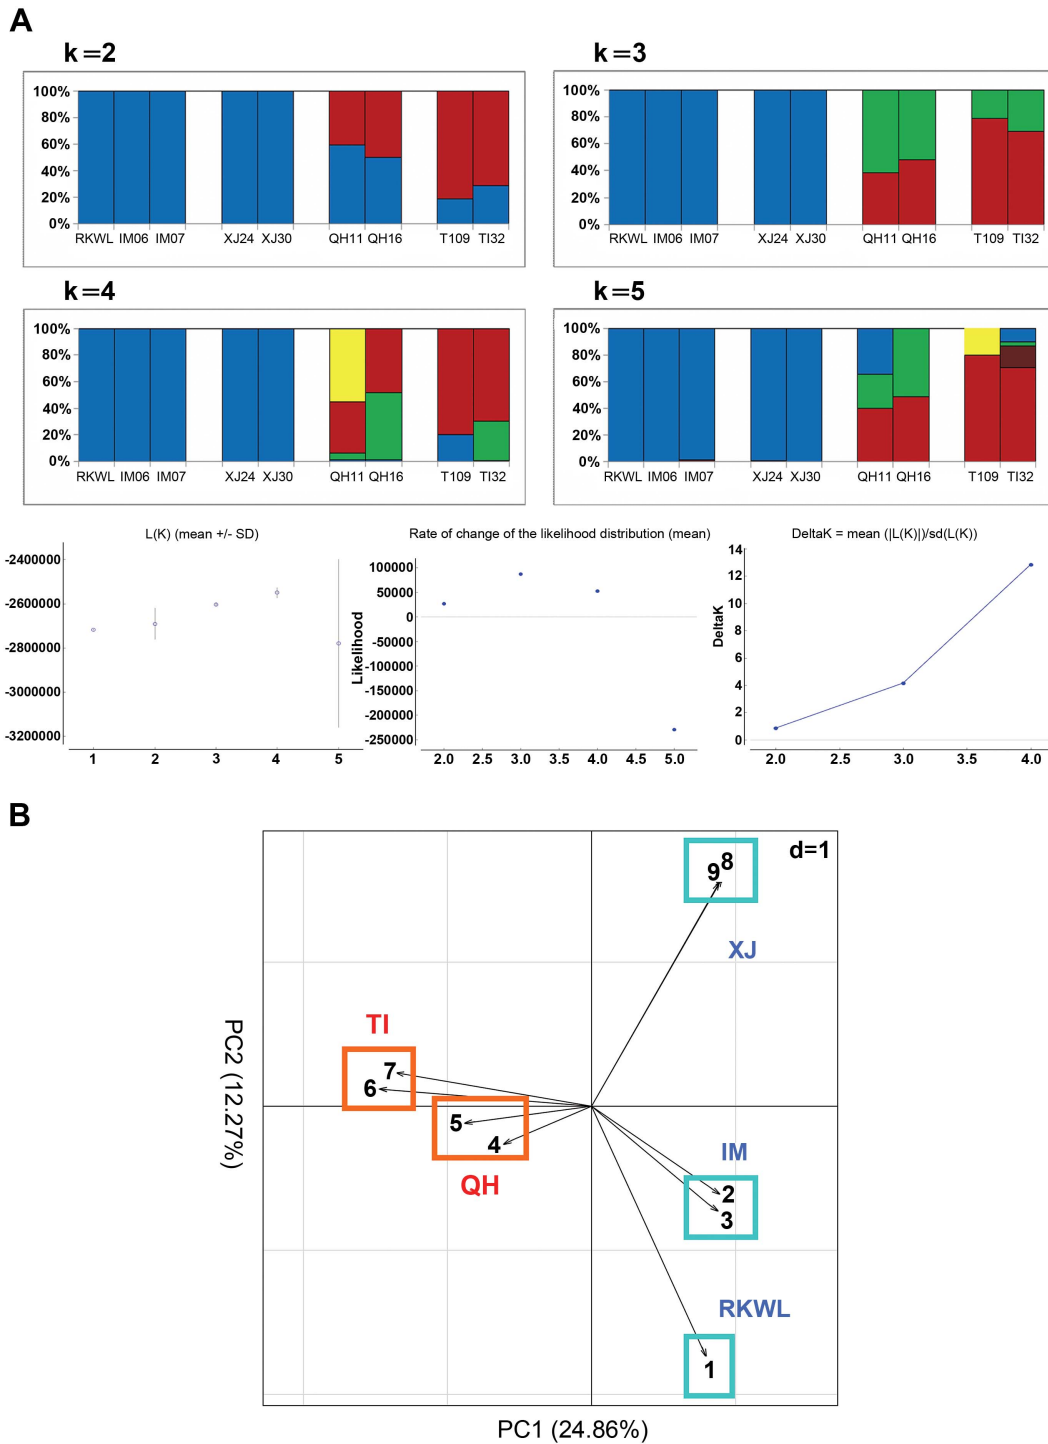 A
k=2
k=3
100%
80%
60%
40%
20%
0%
RKWL IM06 IM07 XJ24 XJ30 QH11 QH16 T109 TI32
100%
80%
60%
40%
20%
0%
RKWL IM06 IM07 XJ24 XJ30 QH11 QH16 T109 TI32
k=4
k=5
100%
80%
60%
40%
20%
0%
RKWL IM06 IM07 XJ24 XJ30 QH11 QH16 T109 TI32
100%
80%
60%
40%
20%
0%
RKWL IM06 IM07 XJ24 XJ30 QH11 QH16 T109 TI32
L(K) (mean +/- SD)
-2400000
-2600000
-2800000
-3000000
-3200000
1 2 3 4 5
Rate of change of the likelihood distribution (mean)
Likelihood
100000
50000
0
-50000
-100000
-150000
-200000
-250000
2.0 2.5 3.0 3.5 4.0 4.5 5.0
DeltaK = mean (|L(K)|)/sd(L(K))
DeltaK
14
12
10
8
6
4
2
0
2.0 2.5 3.0 3.5 4.0
B
d=1
9 8
XJ
TI
7
6
5
4
QH
IM
2
3
RKWL
1
PC2 (12.27%)
PC1 (24.86%)